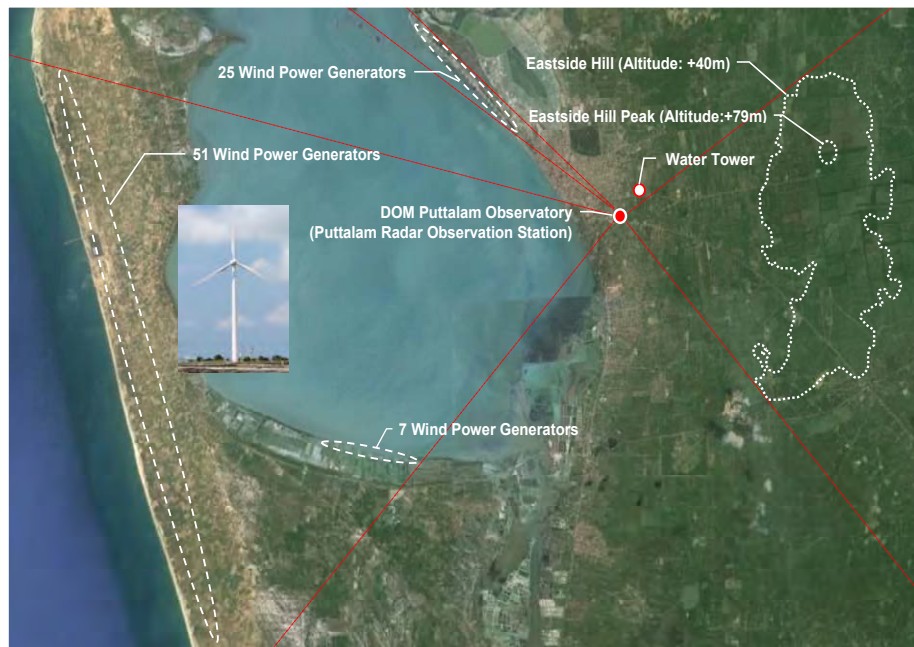 25 Wind Power Generators
Eastside Hill (Altitude: +40m)
Eastside Hill Peak (Altitude:+79m)
51 Wind Power Generators
Water Tower
DOM Puttalam Observatory
(Puttalam Radar Observation Station)
7 Wind Power Generators